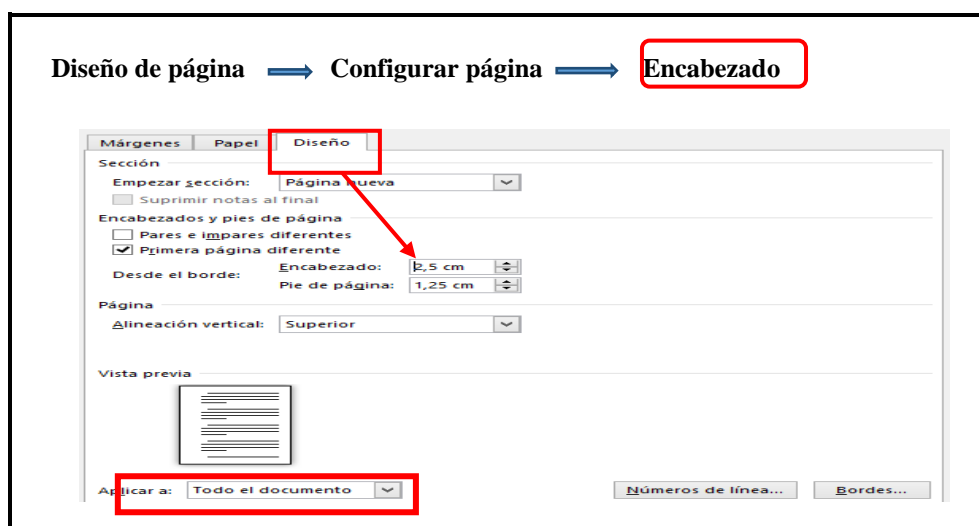 Diseño de página Configurar página Encabezado
Márgenes Papel Diseño
Sección
Empezar sección: Página nueva
Suprimir notas al final
Encabezados y pies de página
Pares e impares diferentes
Primera página diferente
Desde el borde: Encabezado: 2,5 cm
Pie de página: 1,25 cm
Página
Alineación vertical: Superior
Vista previa
Aplicar a: Todo el documento Números de línea... Bordes...